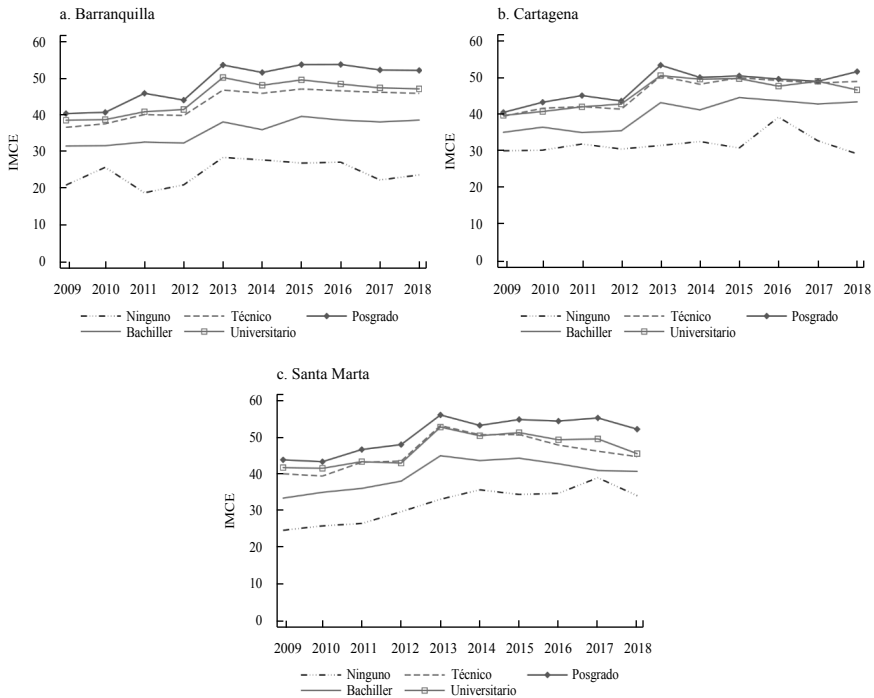 a. Barranquilla
60
50
40
30
20
10
0
IMCE
2009 2010 2011 2012 2013 2014 2015 2016 2017 2018
Ninguno Técnico Posgrado
Bachiller Universitario
b. Cartagena
60
50
40
30
20
10
0
IMCE
2009 2010 2011 2012 2013 2014 2015 2016 2017 2018
Ninguno Técnico Posgrado
Bachiller Universitario
c. Santa Marta
60
50
40
30
20
10
0
IMCE
2009 2010 2011 2012 2013 2014 2015 2016 2017 2018
Ninguno Técnico Posgrado
Bachiller Universitario